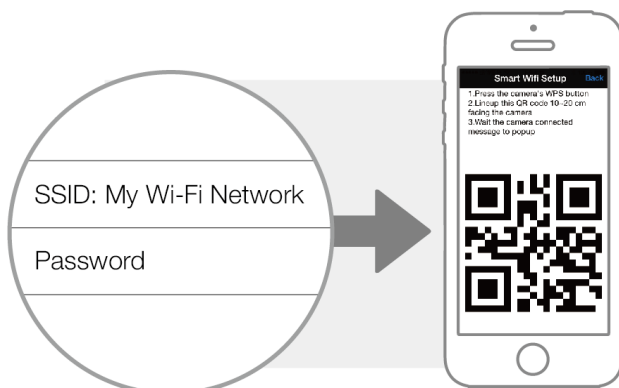 SSID: My Wi-Fi Network
Password
Smart Wifi Setup
Back
1.Press the camera's WPS button
2.Lineup this QR code 10~20 cm
facing the camera
3.Wait the camera connected
message to popup